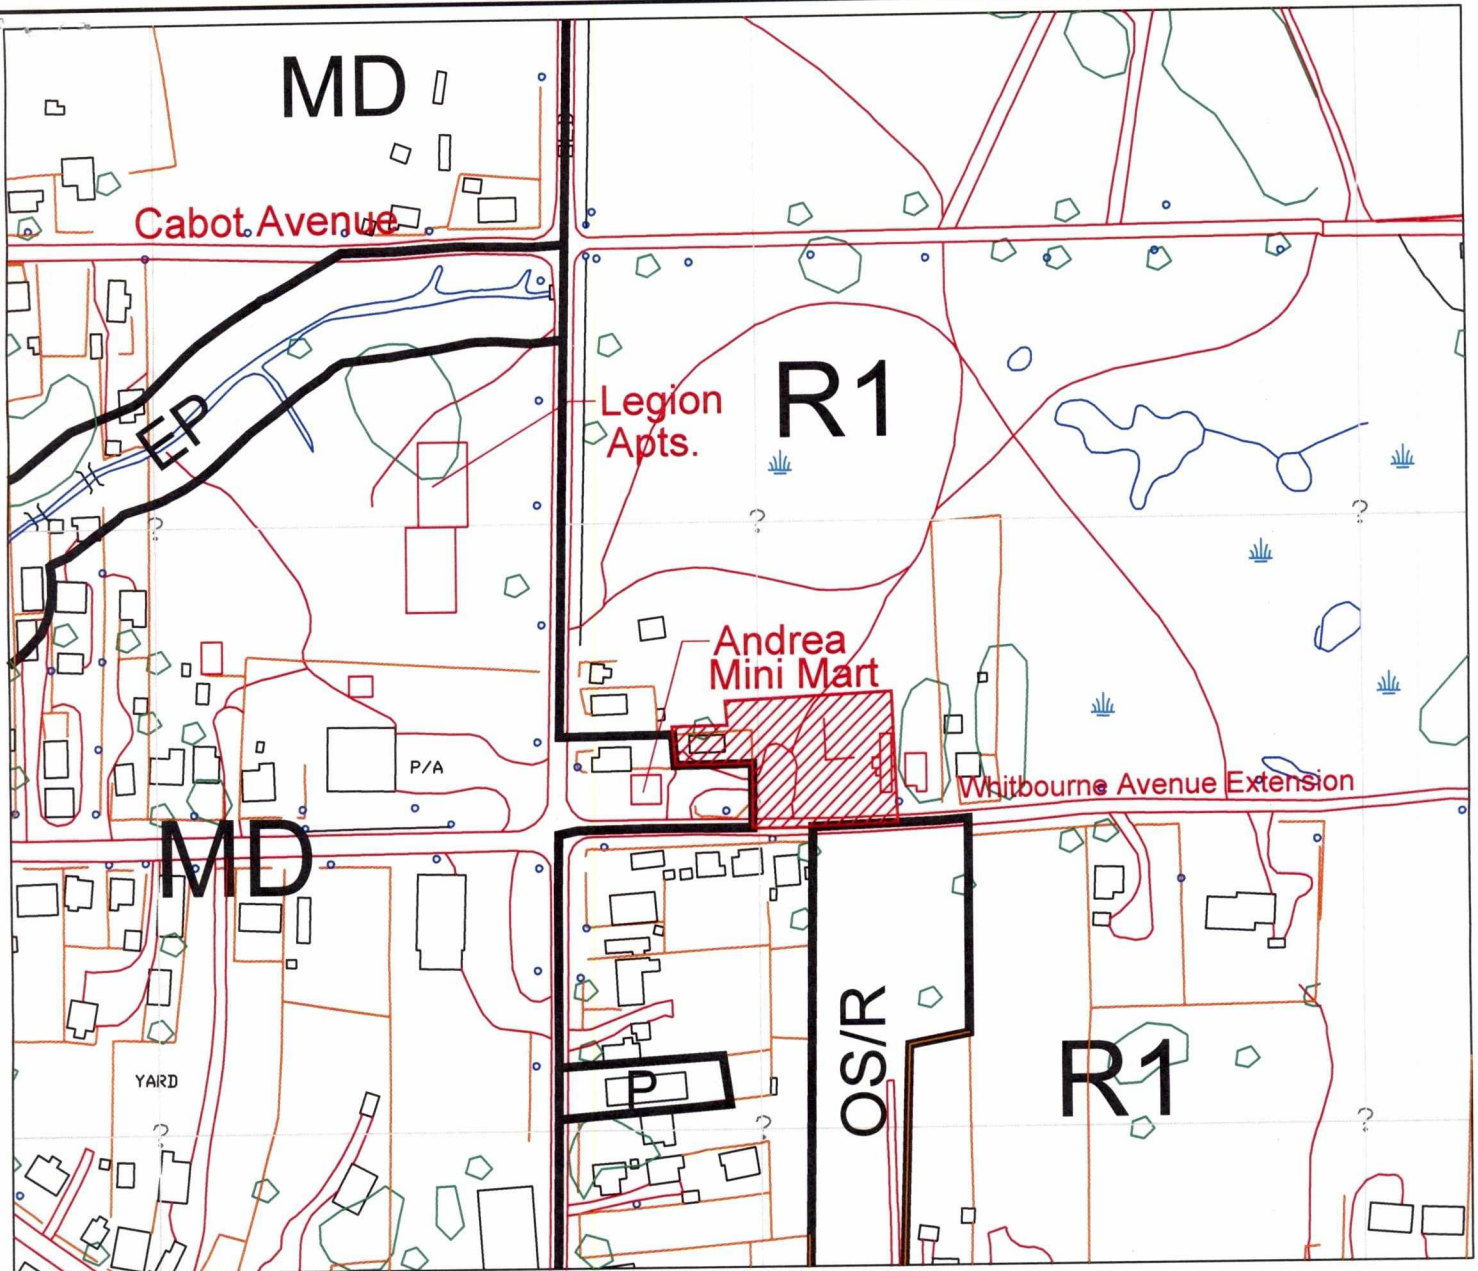 MD
Cabot Avenue
R1
EP
Legion
Apts.
?
?
?
Andrea
Mini Mart
P/A
Whitbourne Avenue Extension
MD
OS/R
R1
P
YARD
?
?
?